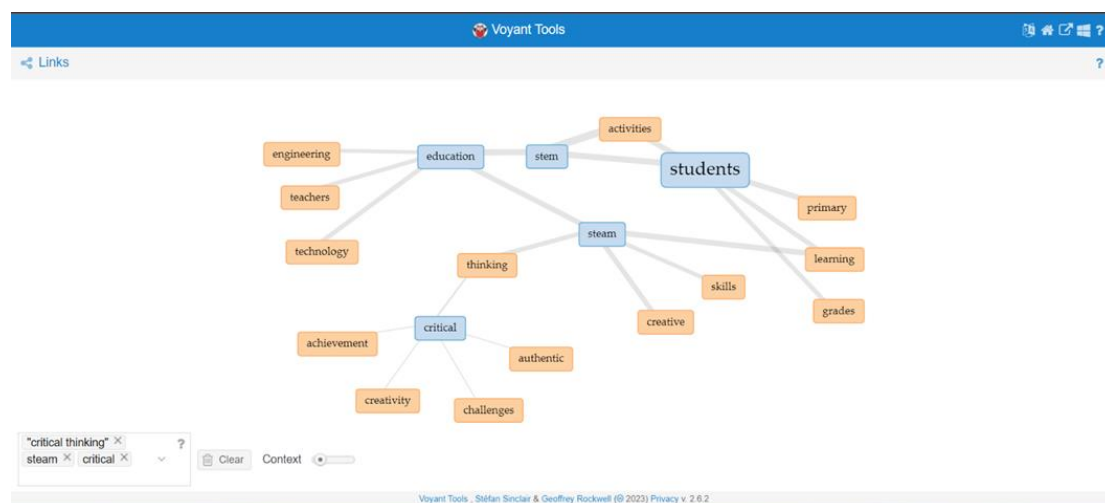 Voyant Tools
?
Links
?
activities
engineering
education
stem
students
teachers
primary
steam
technology
thinking
learning
skills
grades
creative
critical
achievement
authentic
creativity
challenges
"critical thinking" ×
?
steam × critical ×
Clear
Context
Voyant Tools , Stéfan Sinclair & Geoffrey Rockwell (© 2023) Privacy v. 2.6.2